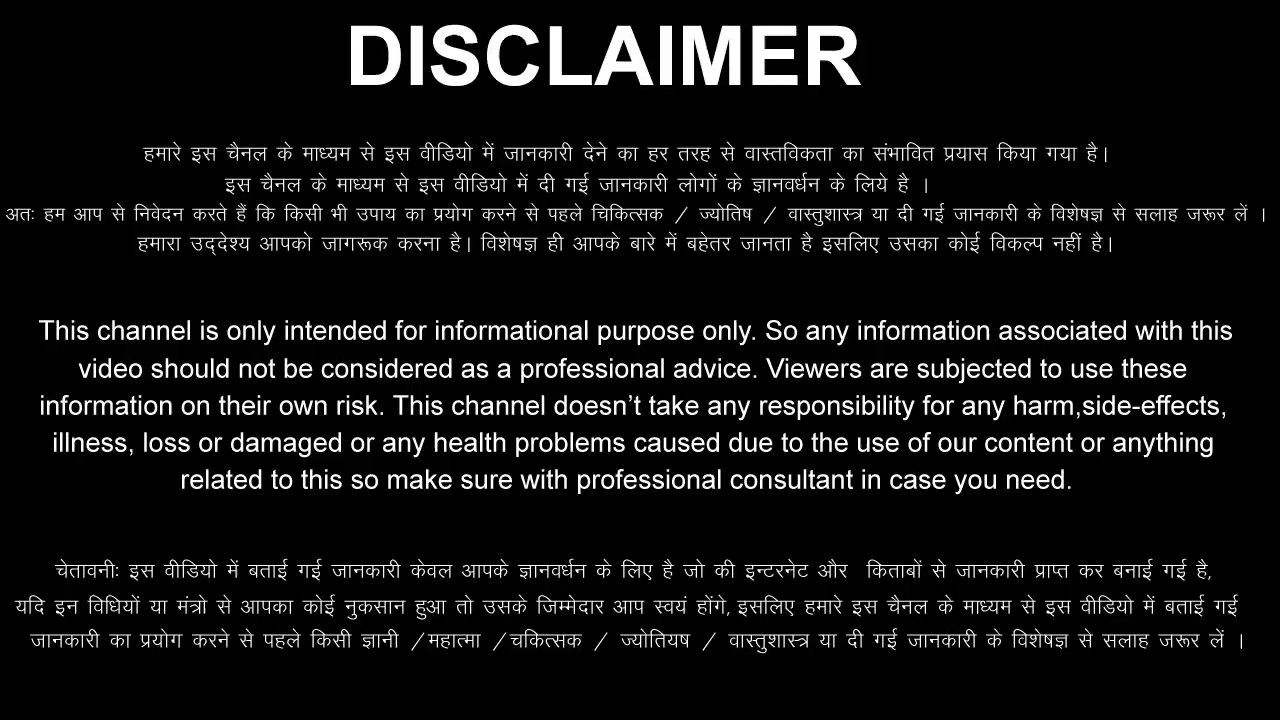 DISCLAIMER
हमारे इस चैनल के माध्यम से इस वीडियो में जानकारी देने का हर तरह से वास्तविकता का संभावित प्रयास किया गया है।
इस चैनल के माध्यम से इस वीडियो में दी गई जानकारी लोगों के ज्ञानवर्धन के लिये है ।
अतः हम आप से निवेदन करते हैं कि किसी भी उपाय का प्रयोग करने से पहले चिकित्सक / ज्योतिष / वास्तुशास्त्र या दी गई जानकारी के विशेषज्ञ से सलाह जरूर लें ।
हमारा उद्देश्य आपको जागरूक करना है। विशेषज्ञ ही आपके बारे में बहेतर जानता है इसलिए उसका कोई विकल्प नहीं है।
This channel is only intended for informational purpose only. So any information associated with this
video should not be considered as a professional advice. Viewers are subjected to use these
information on their own risk. This channel doesn’t take any responsibility for any harm,side-effects,
illness, loss or damaged or any health problems caused due to the use of our content or anything
related to this so make sure with professional consultant in case you need.
चेतावनीः इस वीडियो में बताई गई जानकारी केवल आपके ज्ञानवर्धन के लिए है जो की इन्टरनेट और किताबों से जानकारी प्राप्त कर बनाई गई है,
यदि इन विधियों या मंत्रो से आपका कोई नुकसान हुआ तो उसके जिम्मेदार आप स्वयं होंगे, इसलिए हमारे इस चैनल के माध्यम से इस वीडियो में बताई गई
जानकारी का प्रयोग करने से पहले किसी ज्ञानी /महात्मा /चकित्सक / ज्योतियष / वास्तुशास्त्र या दी गई जानकारी के विशेषज्ञ से सलाह जरूर लें ।